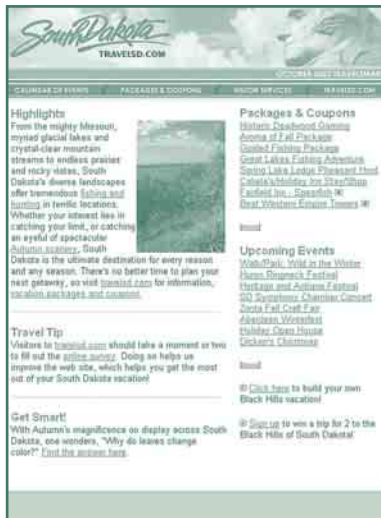 South Dakota
TRAVELSD.COM
CALENDAR OF EVENTS
PACKAGES & COUPONS
VISITOR SERVICES
TRAVELSD.COM
Highlights
From the mighty Missouri,
myriad glacial lakes and
crystal-clear mountain
streams to endless prairies
and rocky vistas, South
Dakota's diverse landscapes
offer tremendous fishing and
hunting in terrific locations.
Whether your interest lies in
catching your limit, or catching
an eyeful of spectacular
Autumn scenery, South
Dakota is the ultimate destination for every reason
and any season. There's no better time to plan your
next getaway, so visit travelsd.com for information,
vacation packages and coupons.
Travel Tip
Visitors to travelsd.com should take a moment or two
to fill out the online survey. Doing so helps us
improve the web site, which helps you get the most
out of your South Dakota vacation!
Get Smart!
With Autumn's magnificence on display across South
Dakota, one wonders, "Why do leaves change
color?" Find the answer here.
Packages & Coupons
Historic Deadwood Gaming
Aroma of Fall Package
Guided Fishing Package
Great Lakes Fishing Adventure
Spring Lake Lodge Pheasant Hunt
Cabela's/Holiday Inn Stay/Shop
Fairfield Inn - Spearfish
Best Western Empire Towers
[more]
Upcoming Events
Walk/Park: Wild in the Winter
Huron Ringneck Festival
Heritage and Antique Festival
SD Symphony Chamber Concert
Zonta Fall Craft Fair
Aberdeen Winterfest
Holiday Open House
Dicken's Christmas
[more]
Click here to build your own
Black Hills vacation!
Sign up to win a trip for 2 to the
Black Hills of South Dakota!